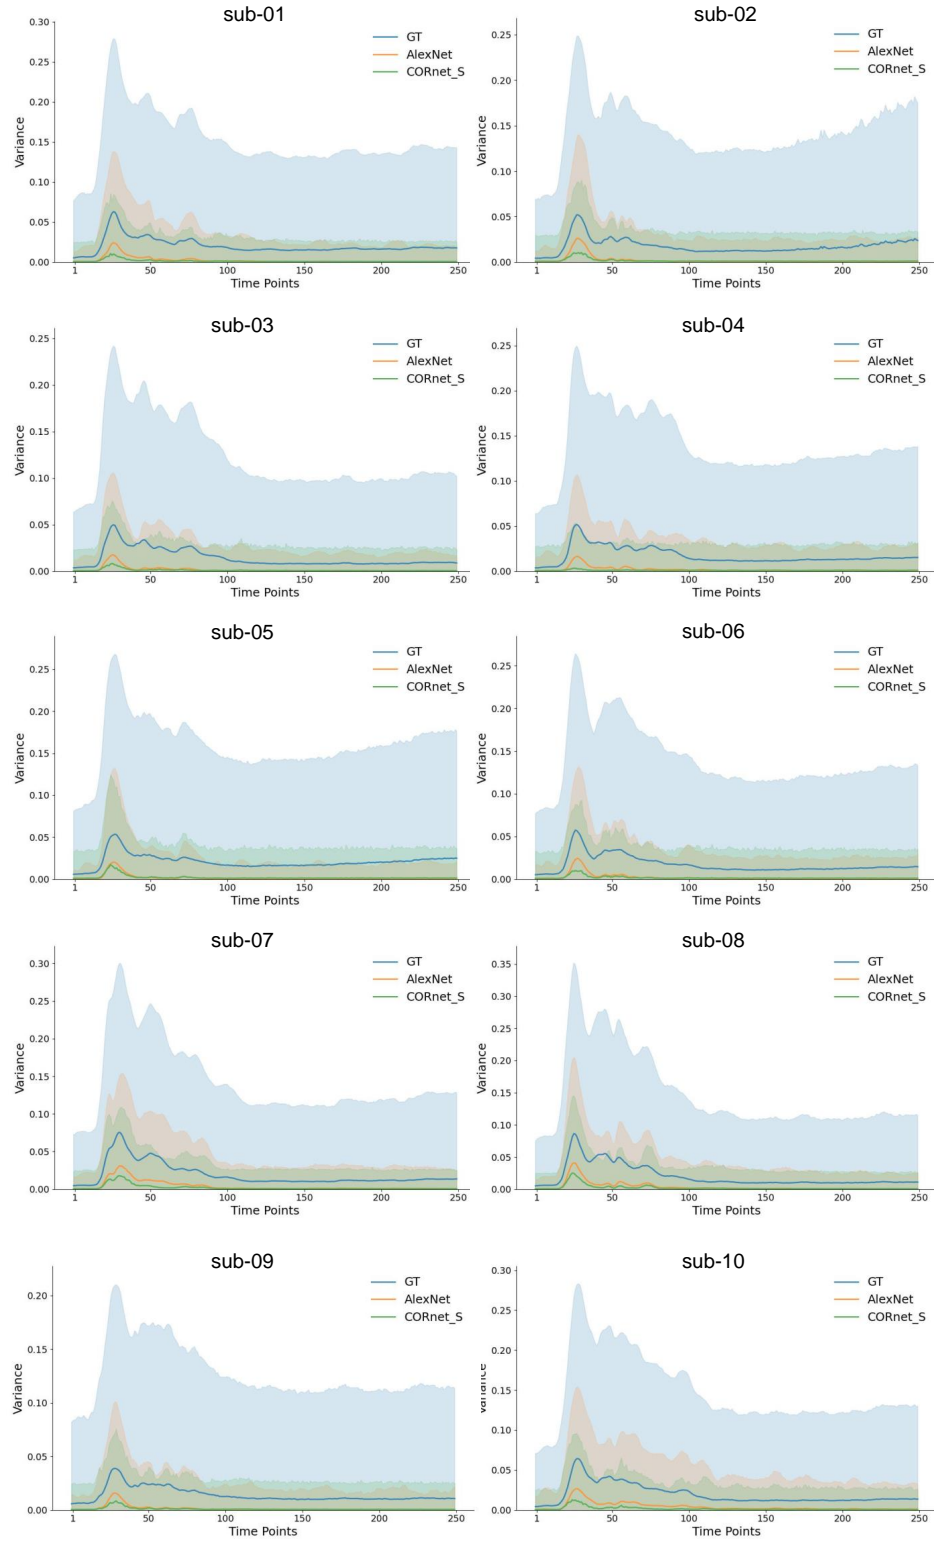 sub-01
0.30
0.25
0.20
0.15
0.10
0.05
0.00
Variance
GT
AlexNet
CORnet_S
1 50 100 150 200 250
Time Points
sub-02
0.25
0.20
0.15
0.10
0.05
0.00
Variance
GT
AlexNet
CORnet_S
1 50 100 150 200 250
Time Points
sub-03
0.25
0.20
0.15
0.10
0.05
0.00
Variance
GT
AlexNet
CORnet_S
1 50 100 150 200 250
Time Points
sub-04
0.25
0.20
0.15
0.10
0.05
0.00
Variance
GT
AlexNet
CORnet_S
1 50 100 150 200 250
Time Points
sub-05
0.25
0.20
0.15
0.10
0.05
0.00
Variance
GT
AlexNet
CORnet_S
1 50 100 150 200 250
Time Points
sub-06
0.25
0.20
0.15
0.10
0.05
0.00
Variance
GT
AlexNet
CORnet_S
1 50 100 150 200 250
Time Points
sub-07
0.30
0.25
0.20
0.15
0.10
0.05
0.00
Variance
GT
AlexNet
CORnet_S
1 50 100 150 200 250
Time Points
sub-08
0.35
0.30
0.25
0.20
0.15
0.10
0.05
0.00
Variance
GT
AlexNet
CORnet_S
1 50 100 150 200 250
Time Points
sub-09
0.20
0.15
0.10
0.05
0.00
Variance
GT
AlexNet
CORnet_S
1 50 100 150 200 250
Time Points
sub-10
0.30
0.25
0.20
0.15
0.10
0.05
0.00
Variance
GT
AlexNet
CORnet_S
1 50 100 150 200 250
Time Points